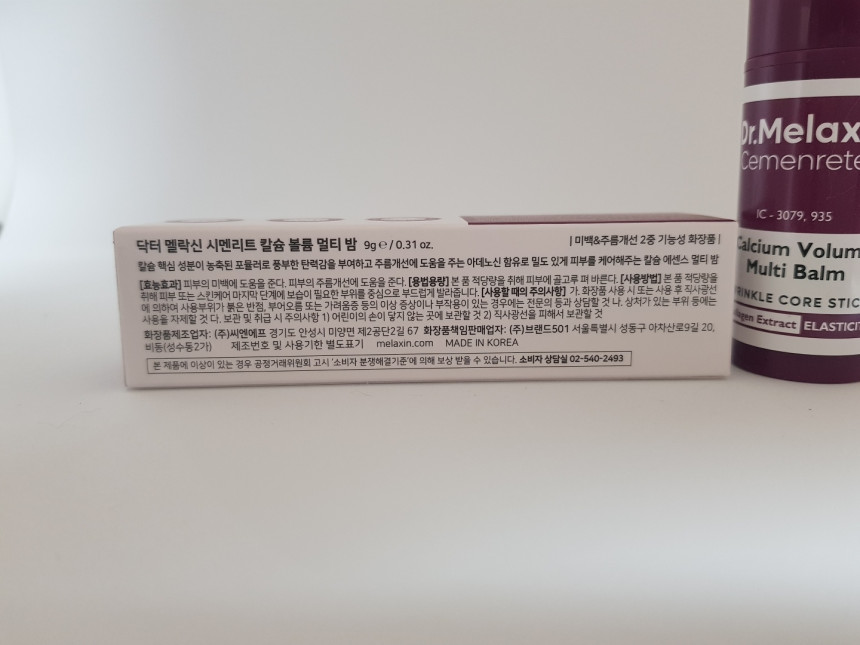 닥터 멜락신 시멘리트 칼슘 볼륨 멀티 밤 9g ℮ / 0.31 oz.
| 미백&주름개선 2중 기능성 화장품 |
칼슘 핵심 성분이 농축된 포뮬러로 풍부한 탄력감을 부여하고 주름개선에 도움을 주는 아데노신 함유로 밀도 있게 피부를 케어해주는 칼슘 에센스 멀티 밤
[효능효과] 피부의 미백에 도움을 준다. 피부의 주름개선에 도움을 준다. [용법용량] 본 품 적당량을 취해 피부에 골고루 펴 바른다. [사용방법] 본 품 적당량을
취해 피부 또는 스킨케어 마지막 단계에 보습이 필요한 부위를 중심으로 부드럽게 발라줍니다. [사용할 때의 주의사항] 가. 화장품 사용 시 또는 사용 후 직사광선
에 의하여 사용부위가 붉은 반점, 부어오름 또는 가려움증 등의 이상 증상이나 부작용이 있는 경우에는 전문의 등과 상담할 것 나. 상처가 있는 부위 등에는
사용을 자제할 것 다. 보관 및 취급 시 주의사항 1) 어린이의 손이 닿지 않는 곳에 보관할 것 2) 직사광선을 피해서 보관할 것
화장품제조업자: (주)씨엔에프 경기도 안성시 미양면 제2공단2길 67 화장품책임판매업자: (주)브랜드501 서울특별시 성동구 아차산로9길 20,
비동(성수동2가) 제조번호 및 사용기한 별도표기 melaxin.com MADE IN KOREA
본 제품에 이상이 있는 경우 공정거래위원회 고시 '소비자 분쟁해결기준'에 의해 보상 받을 수 있습니다. 소비자 상담실 02-540-2493
Dr.Melax
Cemenrete
IC - 3079, 935
Calcium Volum
Multi Balm
RINKLE CORE STIC
lagen Extract ELASTICI